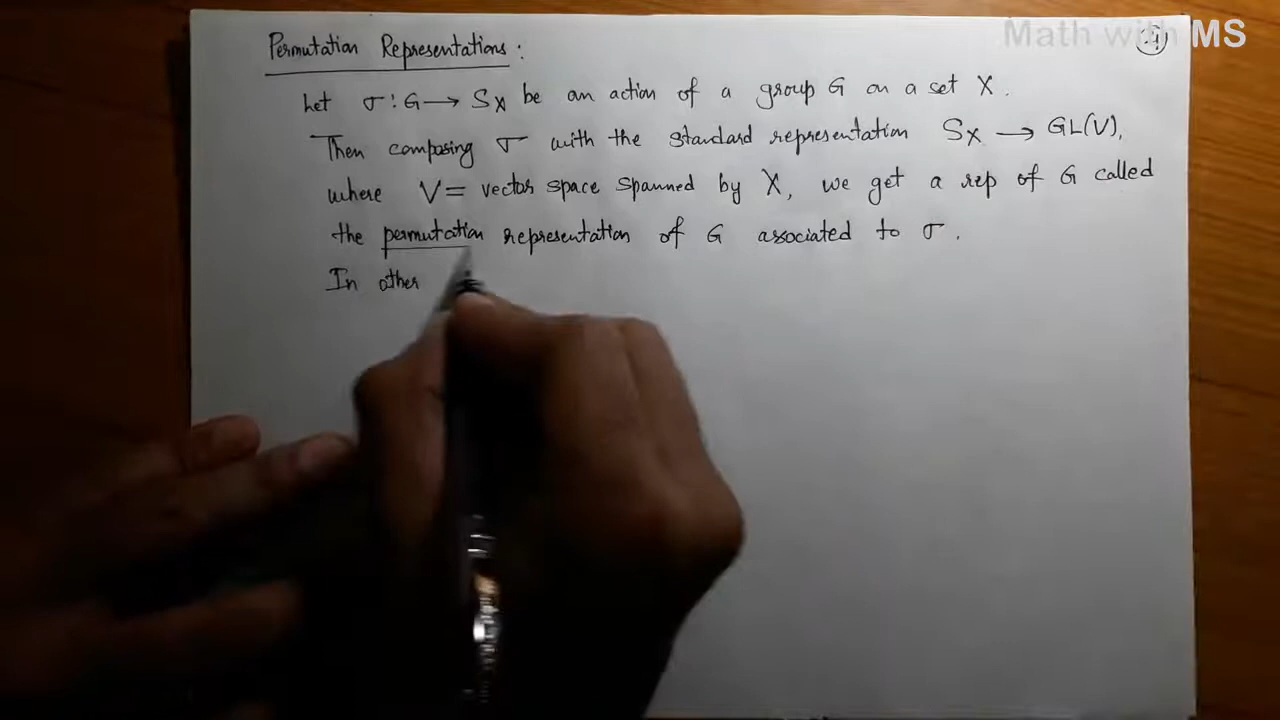 Math with MS
Permutation Representations :
Let σ : G → S_X be an action of a group G on a set X .
Then composing σ with the standard representation S_X → GL(V),
where V = vector space spanned by X, we get a rep of G called
the permutation representation of G associated to σ .
In other